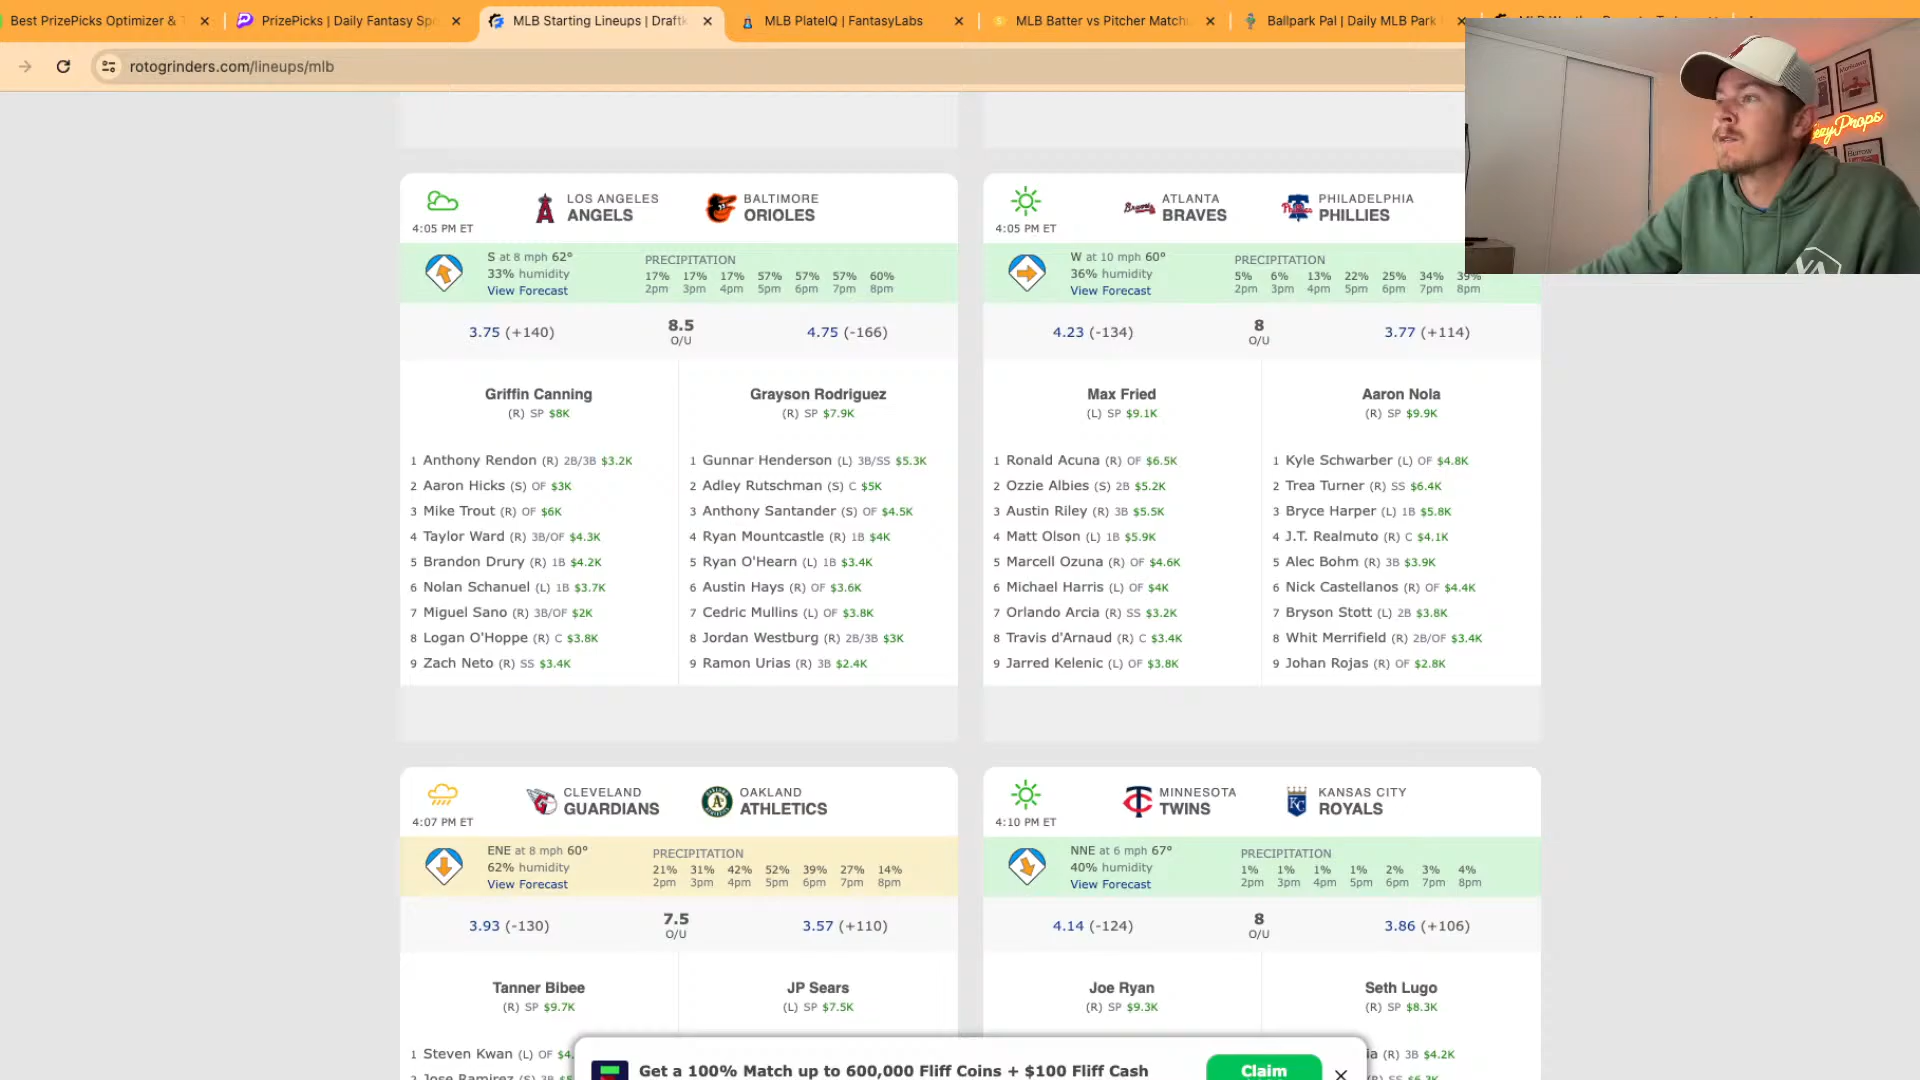 Best PrizePicks Optimizer &
PrizePicks | Daily Fantasy Sp
MLB Starting Lineups | Draftk
MLB PlateIQ | FantasyLabs
MLB Batter vs Pitcher Match
Ballpark Pal | Daily MLB Park
rotogrinders.com/lineups/mlb
4:05 PM ET
LOS ANGELES
ANGELS
BALTIMORE
ORIOLES
S at 8 mph 62°
33% humidity
View Forecast
PRECIPITATION
17% 17% 17% 57% 57% 57% 60%
2pm 3pm 4pm 5pm 6pm 7pm 8pm
3.75 (+140)
8.5
O/U
4.75 (-166)
Griffin Canning
(R) SP $8K
Grayson Rodriguez
(R) SP $7.9K
1 Anthony Rendon (R) 2B/3B $3.2K
2 Aaron Hicks (S) OF $3K
3 Mike Trout (R) OF $6K
4 Taylor Ward (R) 3B/OF $4.3K
5 Brandon Drury (R) 1B $4.2K
6 Nolan Schanuel (L) 1B $3.7K
7 Miguel Sano (R) 3B/OF $2K
8 Logan O'Hoppe (R) C $3.8K
9 Zach Neto (R) SS $3.4K
1 Gunnar Henderson (L) 3B/SS $5.3K
2 Adley Rutschman (S) C $5K
3 Anthony Santander (S) OF $4.5K
4 Ryan Mountcastle (R) 1B $4K
5 Ryan O'Hearn (L) 1B $3.4K
6 Austin Hays (R) OF $3.6K
7 Cedric Mullins (L) OF $3.8K
8 Jordan Westburg (R) 2B/3B $3K
9 Ramon Urias (R) 3B $2.4K
4:05 PM ET
ATLANTA
BRAVES
PHILADELPHIA
PHILLIES
W at 10 mph 60°
36% humidity
View Forecast
PRECIPITATION
5% 6% 13% 22% 25% 34% 39%
2pm 3pm 4pm 5pm 6pm 7pm 8pm
4.23 (-134)
8
O/U
3.77 (+114)
Max Fried
(L) SP $9.1K
Aaron Nola
(R) SP $9.9K
1 Ronald Acuna (R) OF $6.5K
2 Ozzie Albies (S) 2B $5.2K
3 Austin Riley (R) 3B $5.5K
4 Matt Olson (L) 1B $5.9K
5 Marcell Ozuna (R) OF $4.6K
6 Michael Harris (L) OF $4K
7 Orlando Arcia (R) SS $3.2K
8 Travis d'Arnaud (R) C $3.4K
9 Jarred Kelenic (L) OF $3.8K
1 Kyle Schwarber (L) OF $4.8K
2 Trea Turner (R) SS $6.4K
3 Bryce Harper (L) 1B $5.8K
4 J.T. Realmuto (R) C $4.1K
5 Alec Bohm (R) 3B $3.9K
6 Nick Castellanos (R) OF $4.4K
7 Bryson Stott (L) 2B $3.8K
8 Whit Merrifield (R) 2B/OF $3.4K
9 Johan Rojas (R) OF $2.8K
4:07 PM ET
CLEVELAND
GUARDIANS
OAKLAND
ATHLETICS
ENE at 8 mph 60°
62% humidity
View Forecast
PRECIPITATION
21% 31% 42% 52% 39% 27% 14%
2pm 3pm 4pm 5pm 6pm 7pm 8pm
3.93 (-130)
7.5
O/U
3.57 (+110)
Tanner Bibee
(R) SP $9.7K
JP Sears
(L) SP $7.5K
1 Steven Kwan (L) OF $4.
2 Jose Ramirez (S) 3B
4:10 PM ET
MINNESOTA
TWINS
KANSAS CITY
ROYALS
NNE at 6 mph 67°
40% humidity
View Forecast
PRECIPITATION
1% 1% 1% 1% 2% 3% 4%
2pm 3pm 4pm 5pm 6pm 7pm 8pm
4.14 (-124)
8
O/U
3.86 (+106)
Joe Ryan
(R) SP $9.3K
Seth Lugo
(R) SP $8.3K
ia (R) 3B $4.2K
Get a 100% Match up to 600,000 Fliff Coins + $100 Fliff Cash
Claim
ezyProps
Burrow